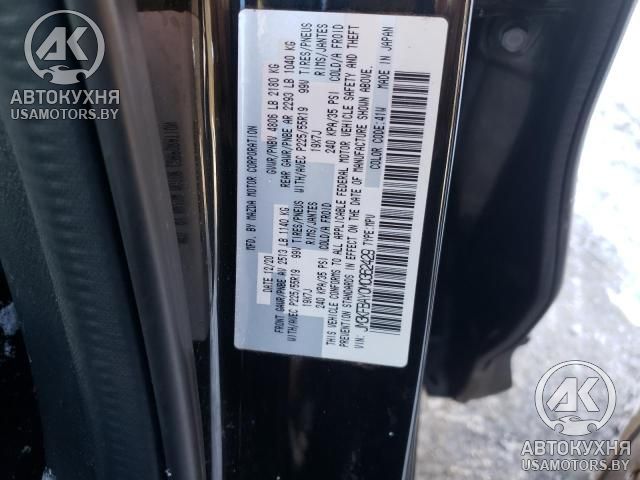 MFD. BY MAZDA MOTOR CORPORATION
DATE 12/20 GVWR/PNBV 4806 LB 2180 KG
FRONT GAWR/PNBE AV 2513 LB 1140 KG REAR GAWR/PNBE AR 2293 LB 1040 KG
WITH/AVEC P225/55R19 99V TIRES/PNEUS WITH/AVEC P225/55R19 99V TIRES/PNEUS
19X7J RIMS/JANTES 19X7J RIMS/JANTES
240 KPA/35 PSI COLD/A FROID 240 KPA/35 PSI COLD/A FROID
THIS VEHICLE CONFORMS TO ALL APPLICABLE FEDERAL MOTOR VEHICLE SAFETY AND THEFT
PREVENTION STANDARDS IN EFFECT ON THE DATE OF MANUFACTURE SHOWN ABOVE.
VIN: TYPE:MPV COLOR CODE:41W MADE IN JAPAN
АК
АВТОКУХНЯ
USAMOTORS.BY
АК
АВТОКУХНЯ
USAMOTORS.BY